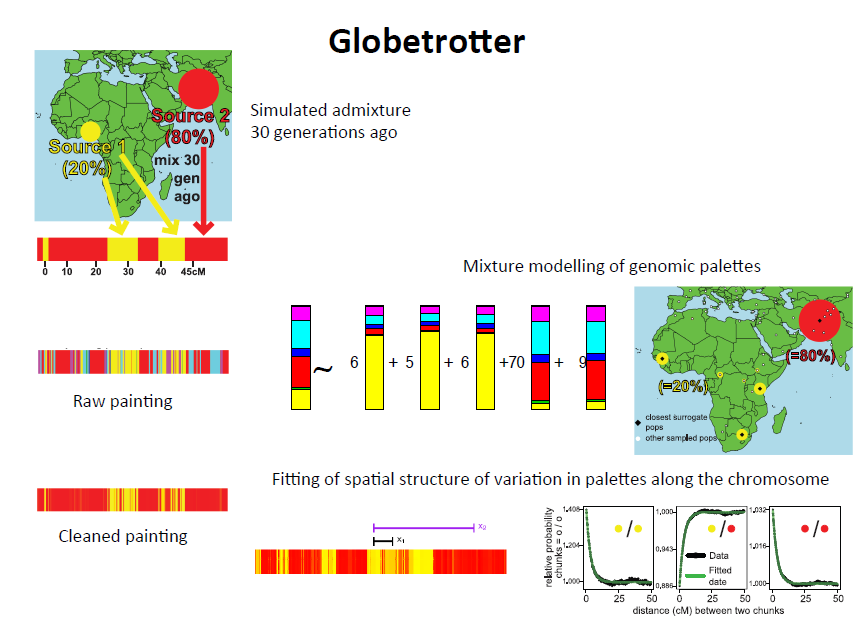 Globetrotter
Source 2
(80%)
Source 1
(20%)
mix 30
gen
ago
0 10 20 30 40 45cM
Simulated admixture
30 generations ago
Raw painting
Cleaned painting
Mixture modelling of genomic palettes
~ 6 + 5 + 6 +70 + 9
(=80%)
(=20%)
closest surrogate
pops
other sampled pops
Fitting of spatial structure of variation in palettes along the chromosome
x₂
x₁
relative probability
chunks = o / o
1,408
1,204
1,000
0 25 50
/
1,000
0,943
0,886
0 25 50
/
Data
Fitted
date
1,032
1,016
1,000
0 25 50
/
distance (cM) between two chunks